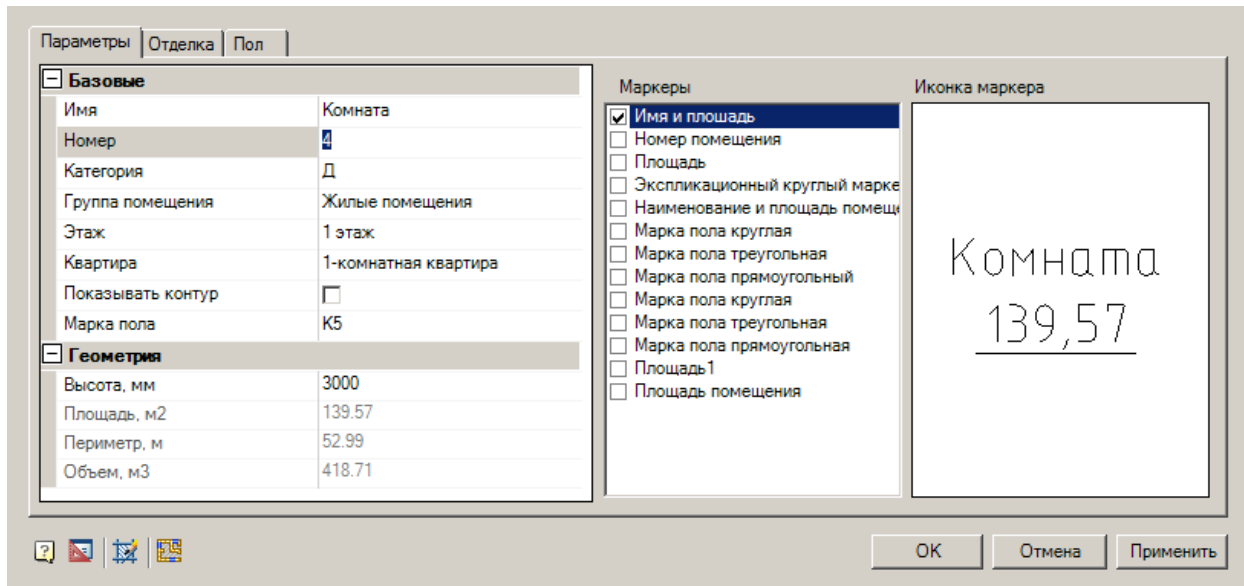 Параметры Отделка Пол
Базовые
Имя Комната
Номер 4
Категория Д
Группа помещения Жилые помещения
Этаж 1 этаж
Квартира 1-комнатная квартира
Показывать контур
Марка пола К5
Геометрия
Высота, мм 3000
Площадь, м2 139.57
Периметр, м 52.99
Объем, м3 418.71
Маркеры
Имя и плошадь
Номер помещения
Площадь
Экспликационный круглый марке
Наименование и площадь помеще
Марка пола круглая
Марка пола треугольная
Марка пола прямоугольный
Марка пола круглая
Марка пола треугольная
Марка пола прямоугольная
Площадь1
Площадь помещения
Иконка маркера
Комната
139,57
OK Отмена Применить